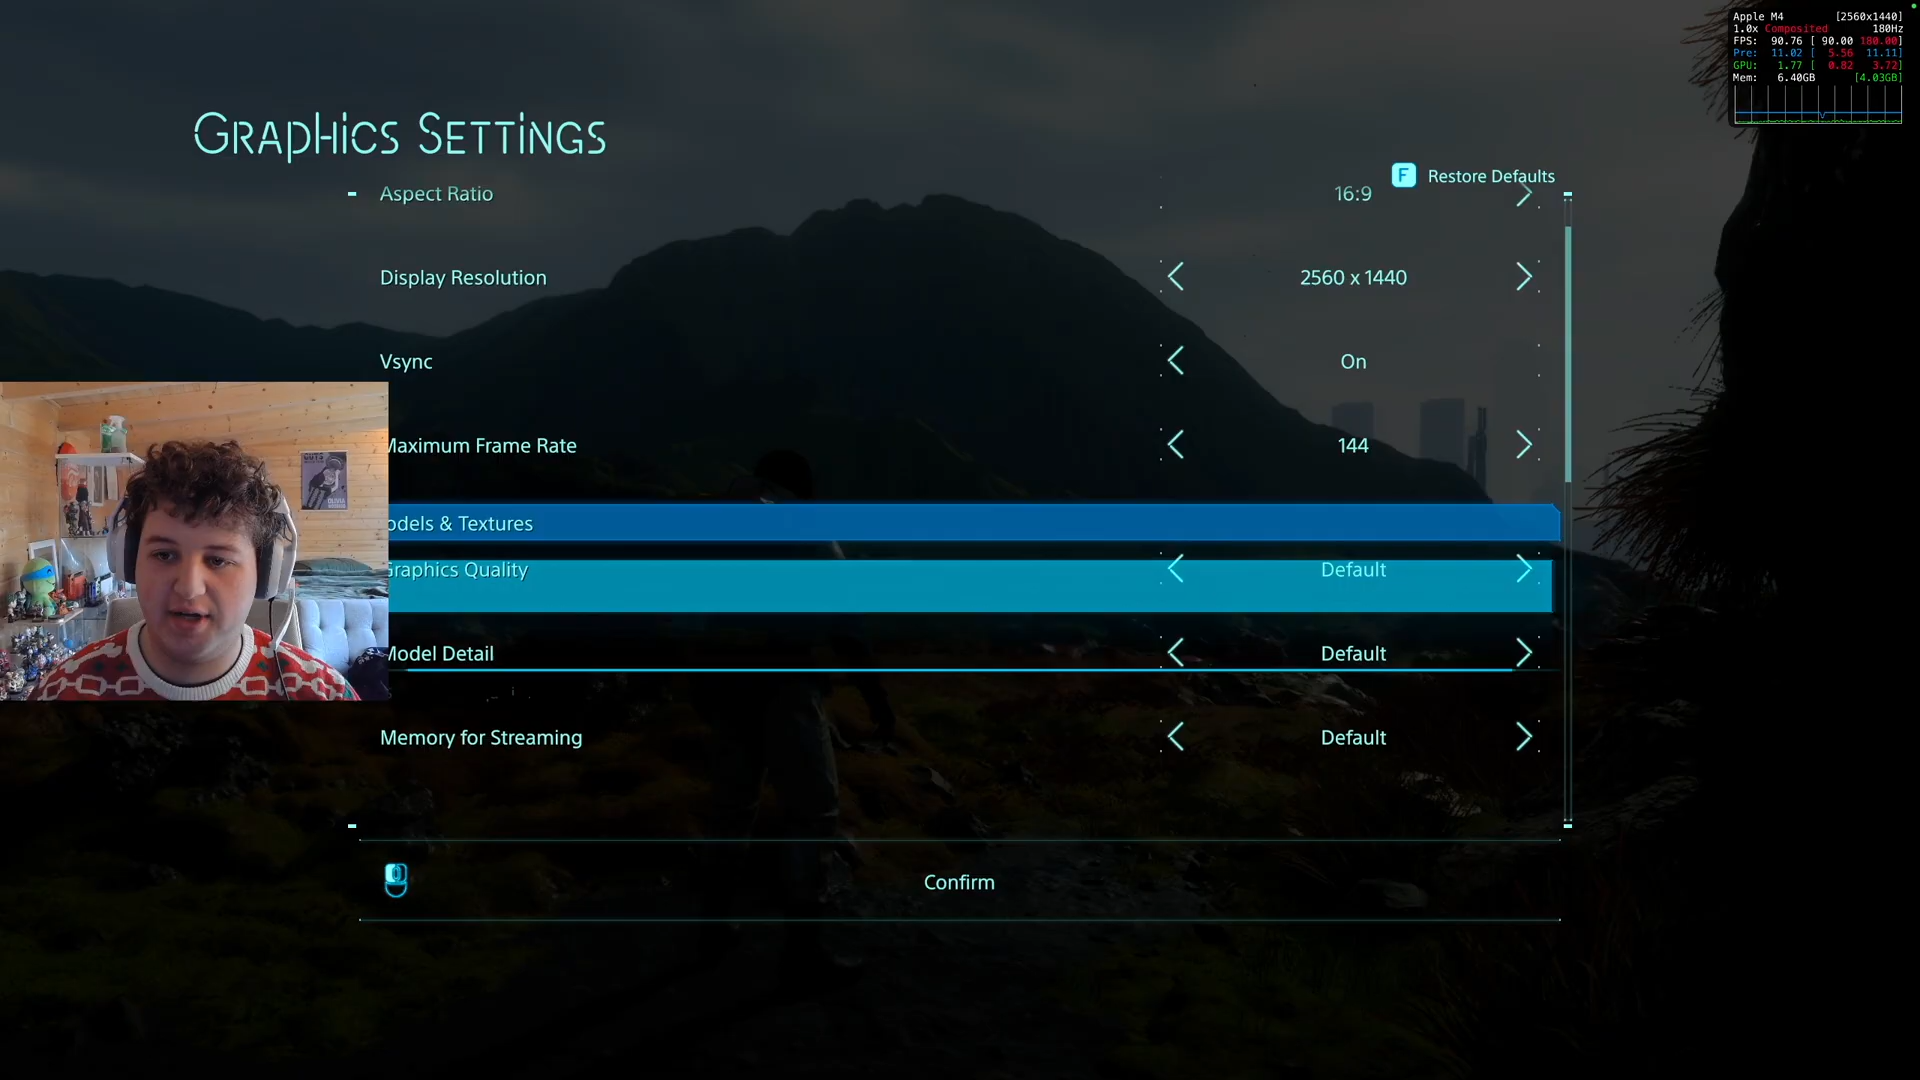 Apple M4 [2560x1440]
1.0x Composited 180Hz
FPS: 90.76 [ 90.00 180.00]
Pre: 11.02 [ 5.56 11.11]
GPU: 1.77 [ 0.82 3.72]
Mem: 6.40GB [4.03GB]
Graphics Settings
F Restore Defaults
Aspect Ratio 16:9
Display Resolution 2560 x 1440
Vsync On
Maximum Frame Rate 144
odels & Textures
Graphics Quality Default
Model Detail Default
Memory for Streaming Default
Confirm